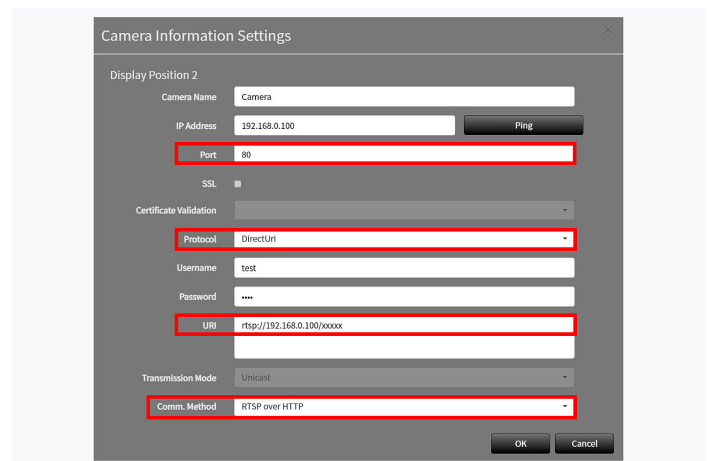 Camera Information Settings
Display Position 2
Camera Name Camera
IP Address 192.168.0.100 Ping
Port 80
SSL
Certificate Validation
Protocol DirectUri
Username test
Password ••••
URI rtsp://192.168.0.100/xxxxx
Transmission Mode Unicast
Comm. Method RTSP over HTTP
OK Cancel